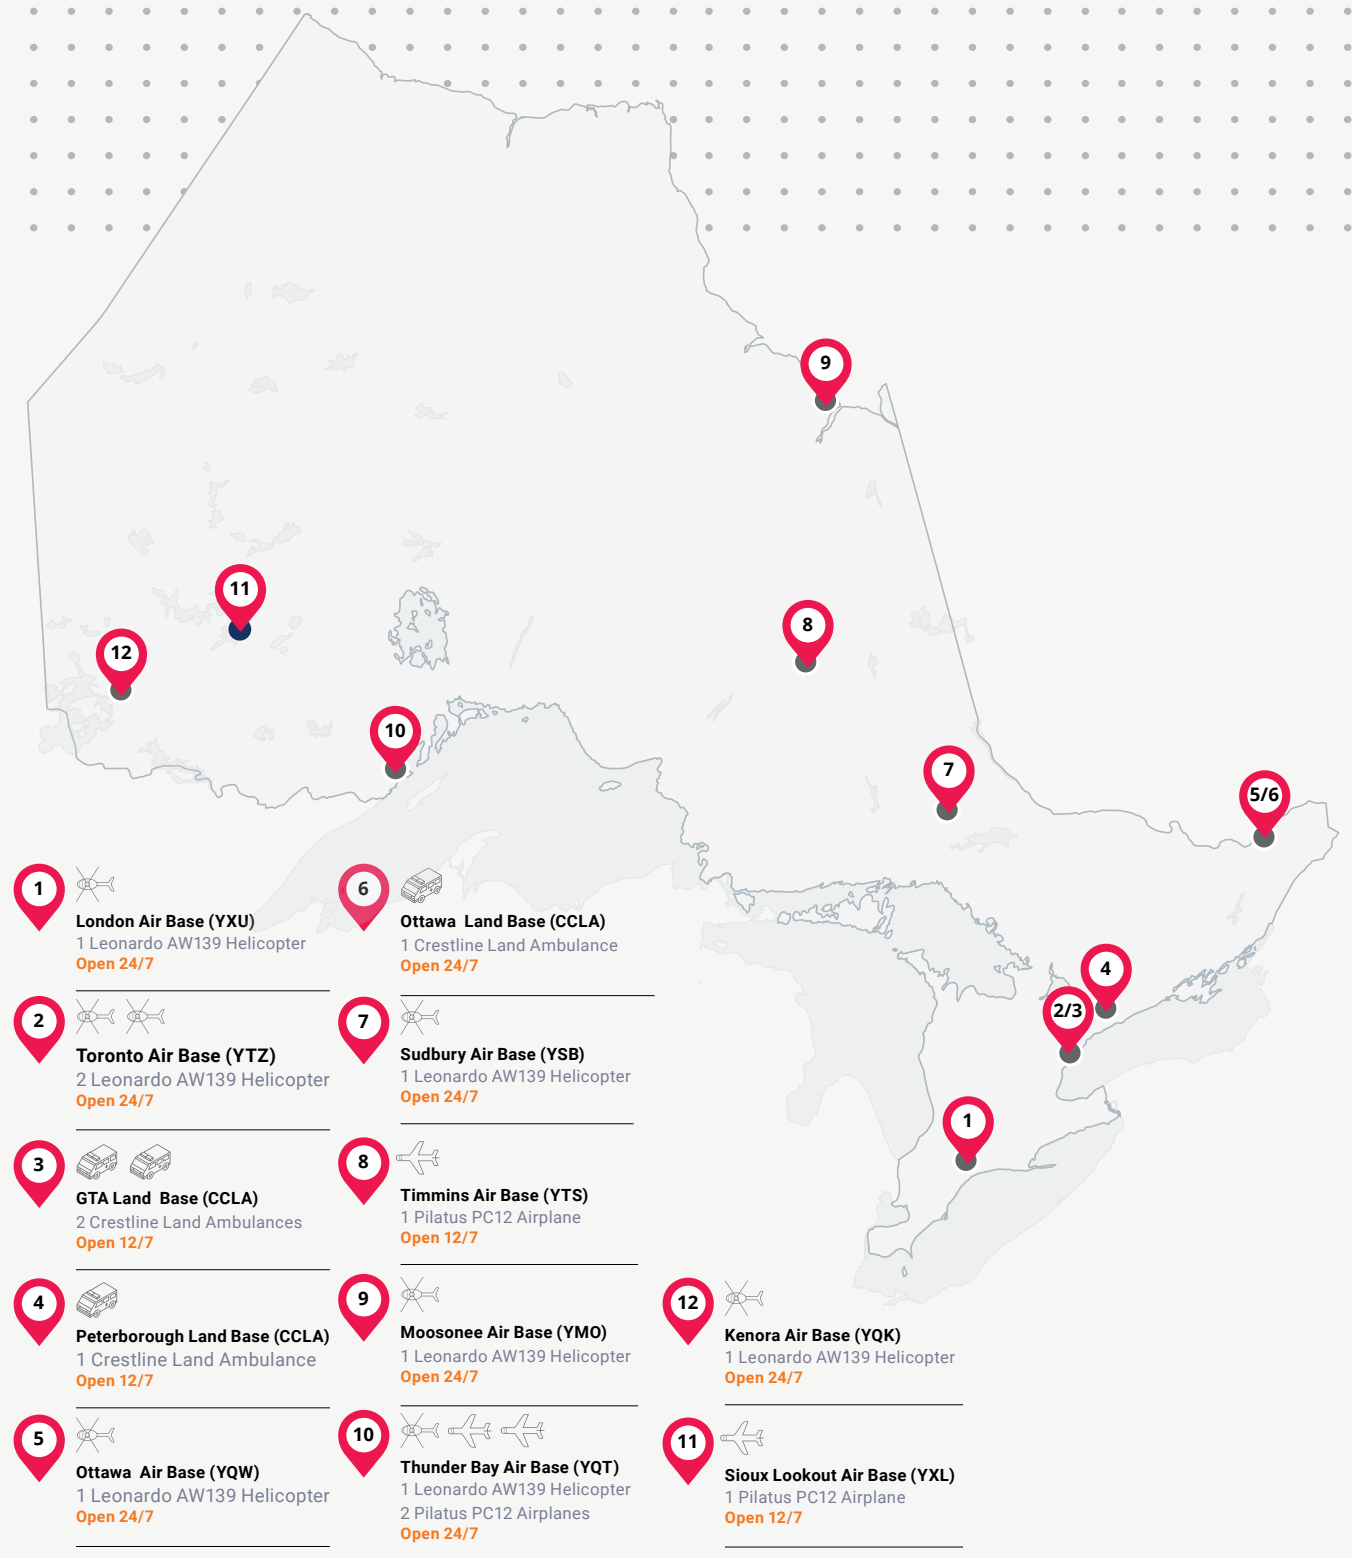 9
11
8
12
10
7
5/6
4
2/3
1
1
London Air Base (YXU)
1 Leonardo AW139 Helicopter
Open 24/7
2
Toronto Air Base (YTZ)
2 Leonardo AW139 Helicopter
Open 24/7
3
GTA Land Base (CCLA)
2 Crestline Land Ambulances
Open 12/7
4
Peterborough Land Base (CCLA)
1 Crestline Land Ambulance
Open 12/7
5
Ottawa Air Base (YQW)
1 Leonardo AW139 Helicopter
Open 24/7
6
Ottawa Land Base (CCLA)
1 Crestline Land Ambulance
Open 24/7
7
Sudbury Air Base (YSB)
1 Leonardo AW139 Helicopter
Open 24/7
8
Timmins Air Base (YTS)
1 Pilatus PC12 Airplane
Open 12/7
9
Moosonee Air Base (YMO)
1 Leonardo AW139 Helicopter
Open 24/7
10
Thunder Bay Air Base (YQT)
1 Leonardo AW139 Helicopter
2 Pilatus PC12 Airplanes
Open 24/7
12
Kenora Air Base (YQK)
1 Leonardo AW139 Helicopter
Open 24/7
11
Sioux Lookout Air Base (YXL)
1 Pilatus PC12 Airplane
Open 12/7